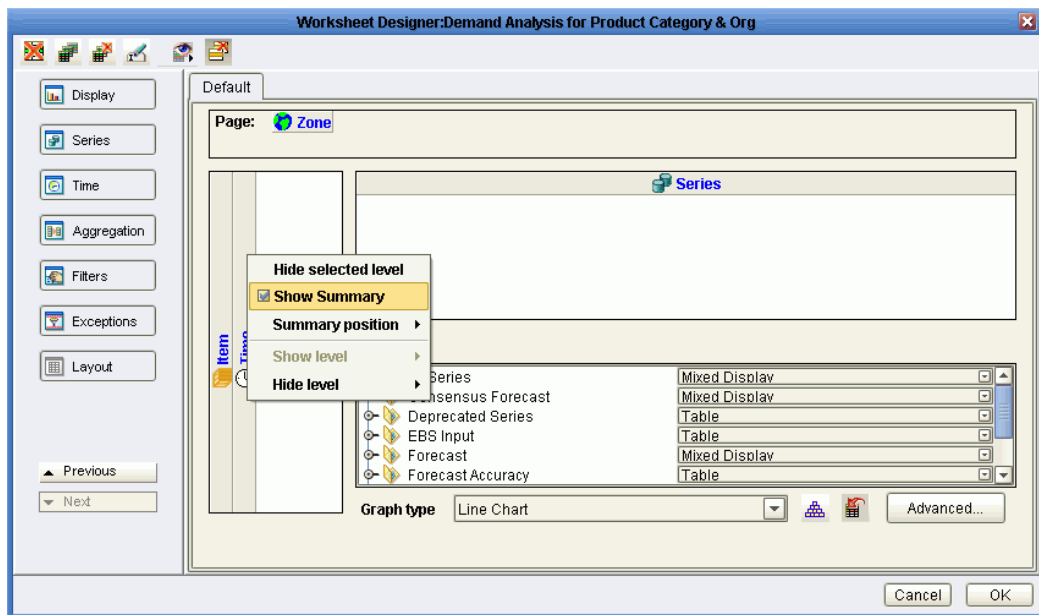 Worksheet Designer:Demand Analysis for Product Category & Org
Display
Series
Time
Aggregation
Filters
Exceptions
Layout
Previous
Next
Default
Page: Zone
Series
Item
Time
Hide selected level
Show Summary
Summary position
Show level
Hide level
Series Mixed Display
Consensus Forecast Mixed Display
Deprecated Series Table
EBS Input Table
Forecast Mixed Display
Forecast Accuracy Table
Graph type Line Chart Advanced...
Cancel OK